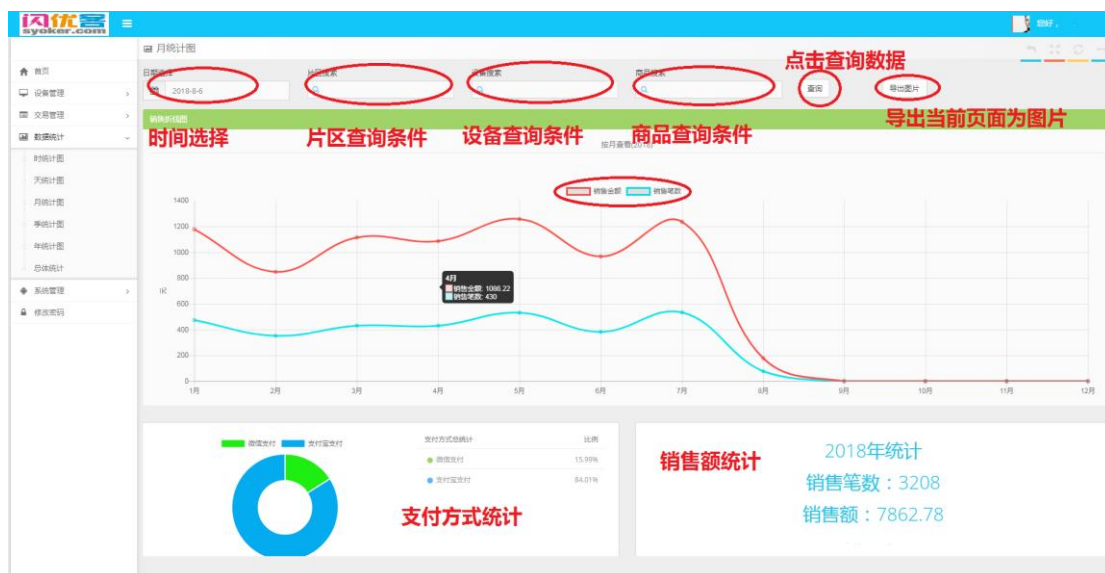 闪优客
syoker.com
您好，
月统计图
点击查询数据
首页
日期选择
片区搜索
设备搜索
商品搜索
设备管理
2018-8-6
查询
导出图片
交易管理
销售折线图
导出当前页面为图片
数据统计
时间选择
片区查询条件
设备查询条件
商品查询条件
按月查看(2018)
时统计图
天统计图
销售金额
销售笔数
月统计图
1400
季统计图
1200
年统计图
1000
总体统计
800
4月
销售金额: 1086.22
销售笔数: 430
系统管理
元
600
修改密码
400
200
0
1月
2月
3月
4月
5月
6月
7月
8月
9月
10月
11月
12月
微信支付
支付宝支付
支付方式总统计
比例
微信支付
15.99%
支付宝支付
84.01%
支付方式统计
销售额统计
2018年统计
销售笔数：3208
销售额：7862.78